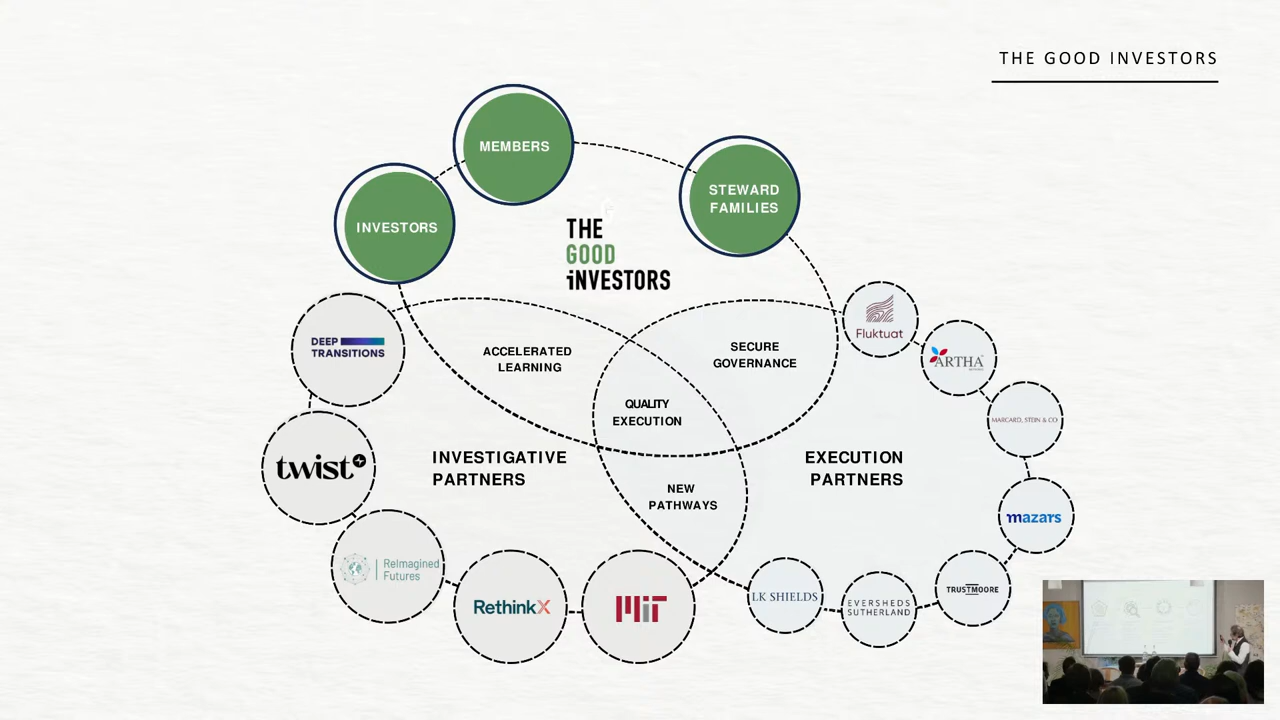 THE GOOD INVESTORS
MEMBERS
STEWARD
FAMILIES
INVESTORS
THE
GOOD
iNVESTORS
Fluktuat
DEEP
TRANSITIONS
ACCELERATED
LEARNING
SECURE
GOVERNANCE
ARTHA
QUALITY
EXECUTION
MARCARD, STEIN & CO
twist
INVESTIGATIVE
PARTNERS
EXECUTION
PARTNERS
NEW
PATHWAYS
mazars
ReImagined
Futures
RethinkX
MiT
LK SHIELDS
EVERSHEDS
SUTHERLAND
TRUSTMOORE